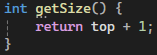 int getSize() {
    return top + 1;
}